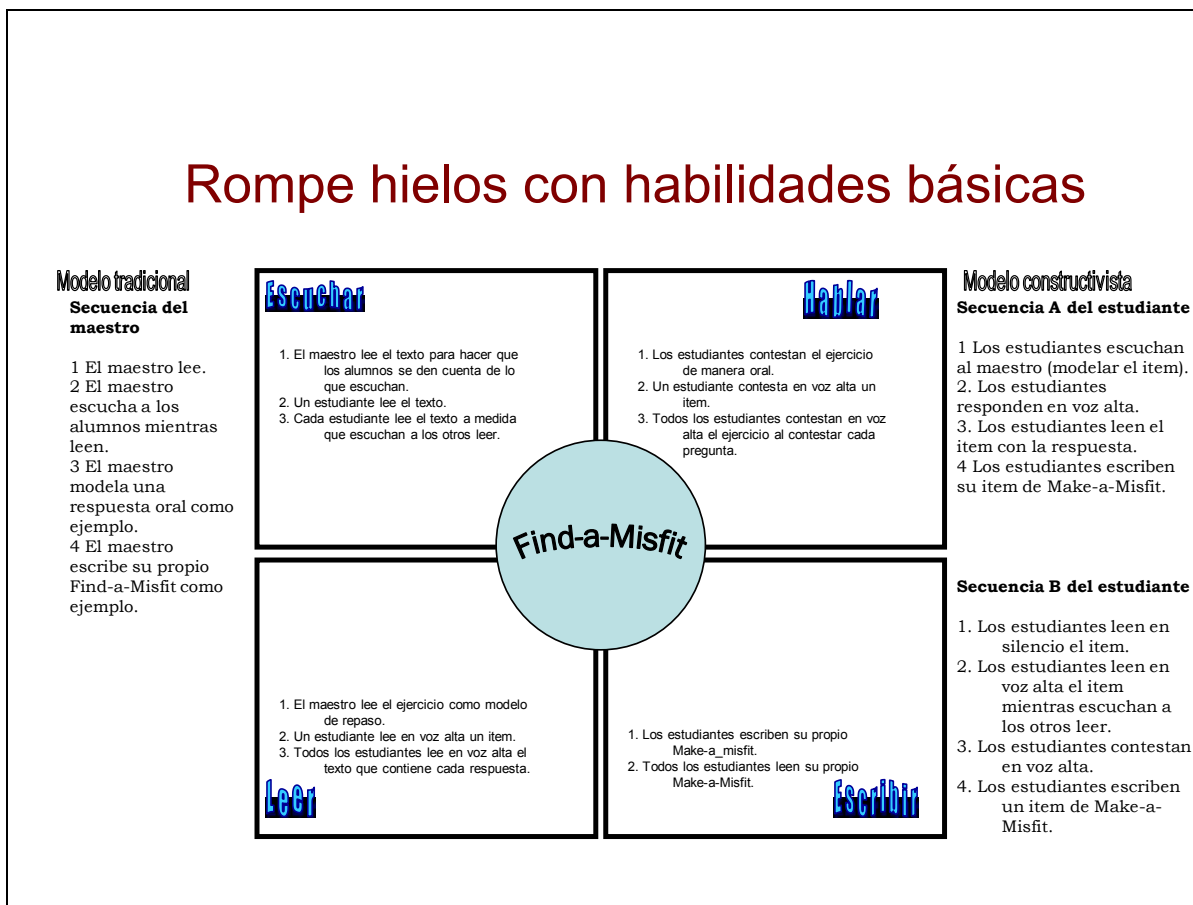 Rompe hielos con habilidades básicas
Modelo tradicional
Secuencia del
maestro
1 El maestro lee.
2 El maestro
escucha a los
alumnos mientras
leen.
3 El maestro
modela una
respuesta oral como
ejemplo.
4 El maestro
escribe su propio
Find-a-Misfit como
ejemplo.
Escuchar
1. El maestro lee el texto para hacer que
los alumnos se den cuenta de lo
que escuchan.
2. Un estudiante lee el texto.
3. Cada estudiante lee el texto a medida
que escuchan a los otros leer.
Hablar
1. Los estudiantes contestan el ejercicio
de manera oral.
2. Un estudiante contesta en voz alta un
item.
3. Todos los estudiantes contestan en voz
alta el ejercicio al contestar cada
pregunta.
Find-a-Misfit
1. El maestro lee el ejercicio como modelo
de repaso.
2. Un estudiante lee en voz alta un item.
3. Todos los estudiantes lee en voz alta el
texto que contiene cada respuesta.
Leer
1. Los estudiantes escriben su propio
Make-a_misfit.
2. Todos los estudiantes leen su propio
Make-a-Misfit.
Escribir
Modelo constructivista
Secuencia A del estudiante
1 Los estudiantes escuchan
al maestro (modelar el item).
2. Los estudiantes
responden en voz alta.
3. Los estudiantes leen el
item con la respuesta.
4 Los estudiantes escriben
su item de Make-a-Misfit.
Secuencia B del estudiante
1. Los estudiantes leen en
silencio el item.
2. Los estudiantes leen en
voz alta el item
mientras escuchan a
los otros leer.
3. Los estudiantes contestan
en voz alta.
4. Los estudiantes escriben
un item de Make-a-
Misfit.